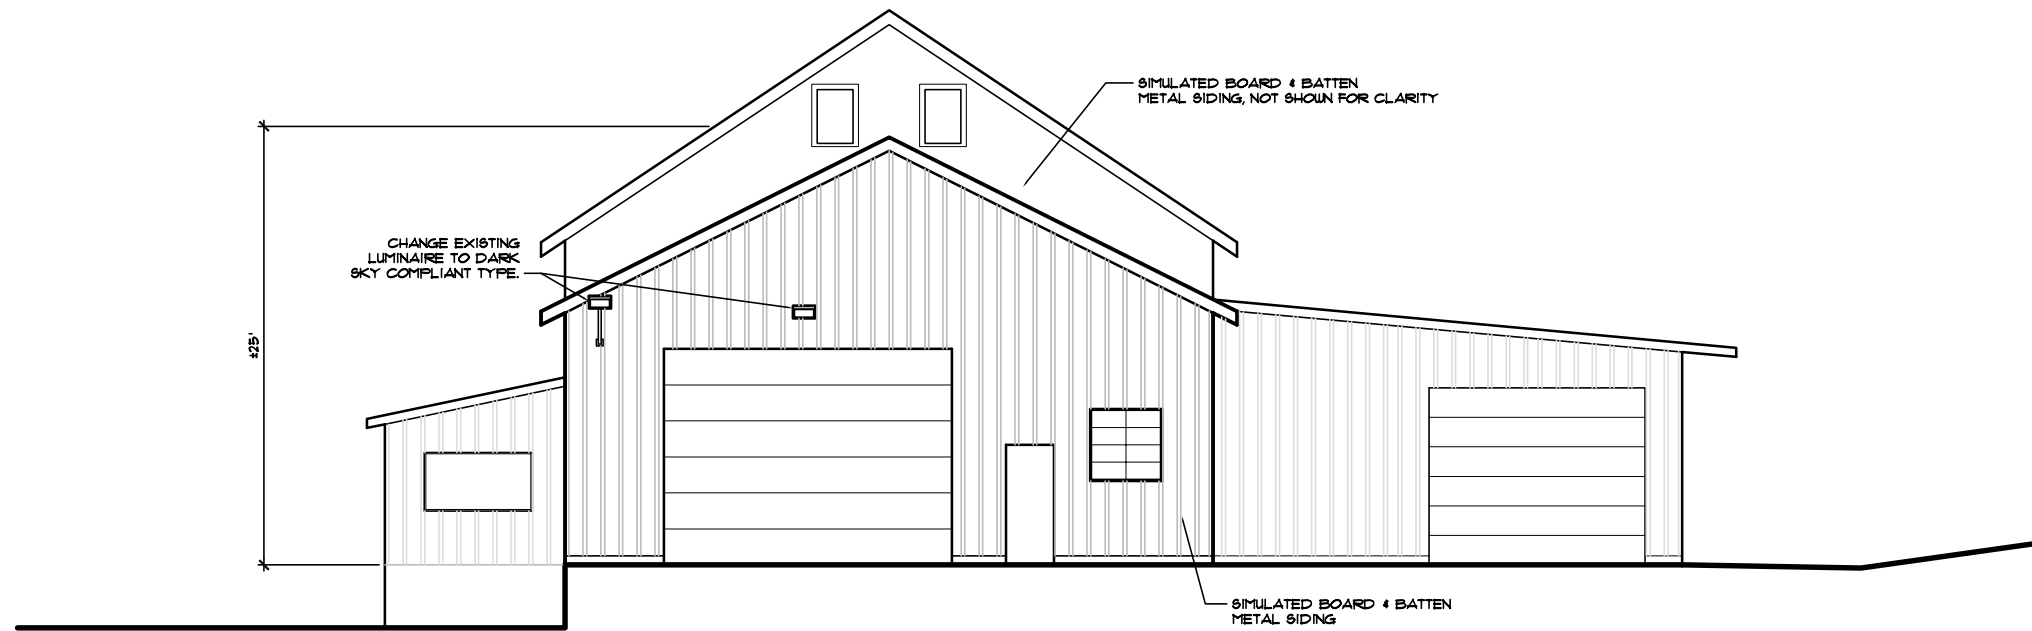 SIMULATED BOARD & BATTEN
METAL SIDING, NOT SHOWN FOR CLARITY
CHANGE EXISTING
LUMINAIRE TO DARK
SKY COMPLIANT TYPE.
±25'
SIMULATED BOARD & BATTEN
METAL SIDING